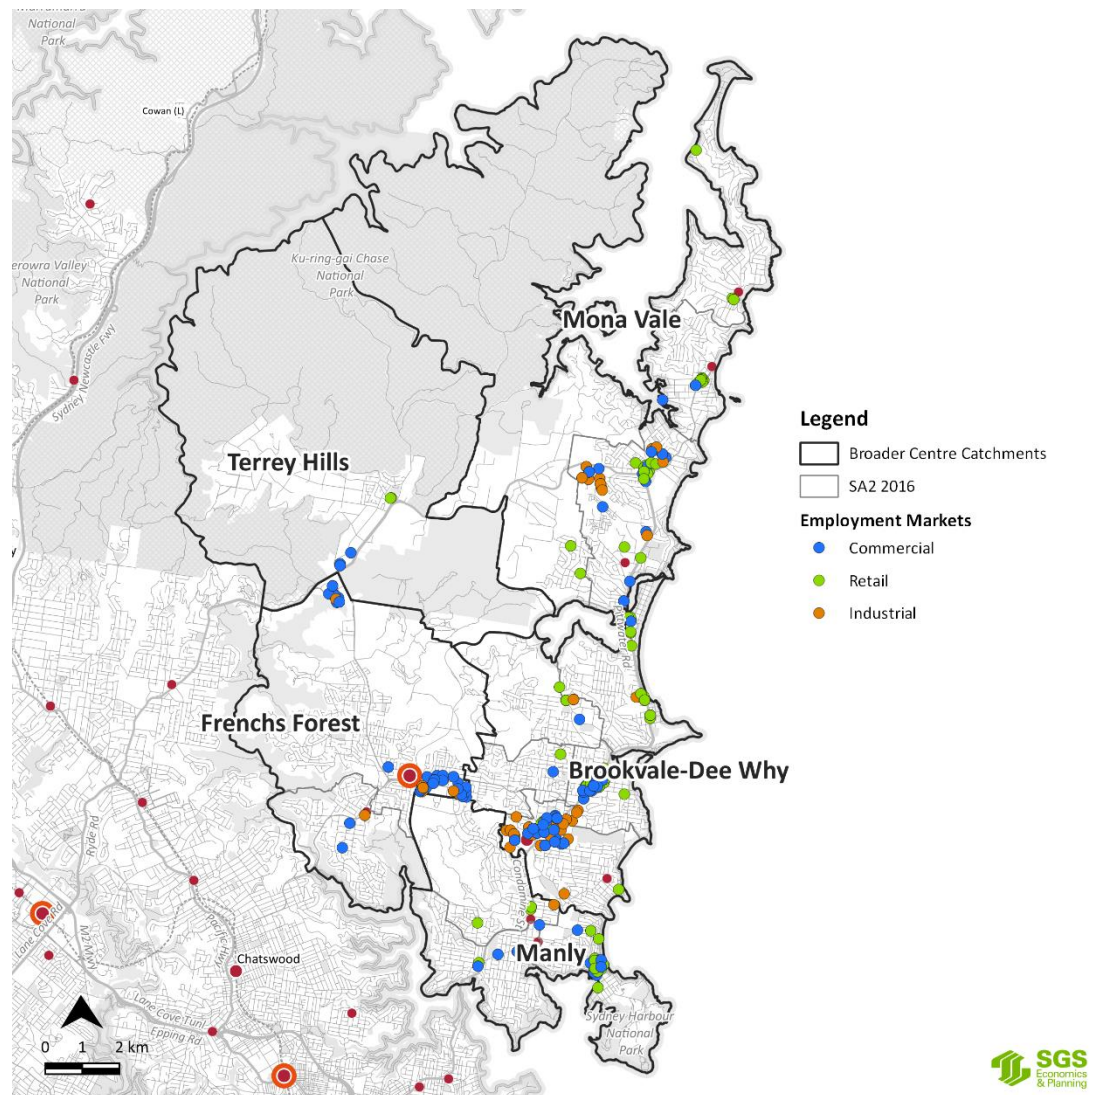 National
Park
Cowan (L)
Ku-ring-gai Chase
National
Park
Valley
National
Park
Sydney Newcastle Fwy
Mona Vale
Terrey Hills
Legend
Broader Centre Catchments
SA2 2016
Employment Markets
Commercial
Retail
Industrial
Rd
Frenchs Forest
Brookvale-Dee Why
Ryde Rd
Lane Cove Rd
M2 Mwy
Pacific Hwy
Chatswood
Manly
Lane Cove Tunl
Epping Rd
Sydney Harbour
National
Park
0 1 2 km
SGS
Economics
& Planning